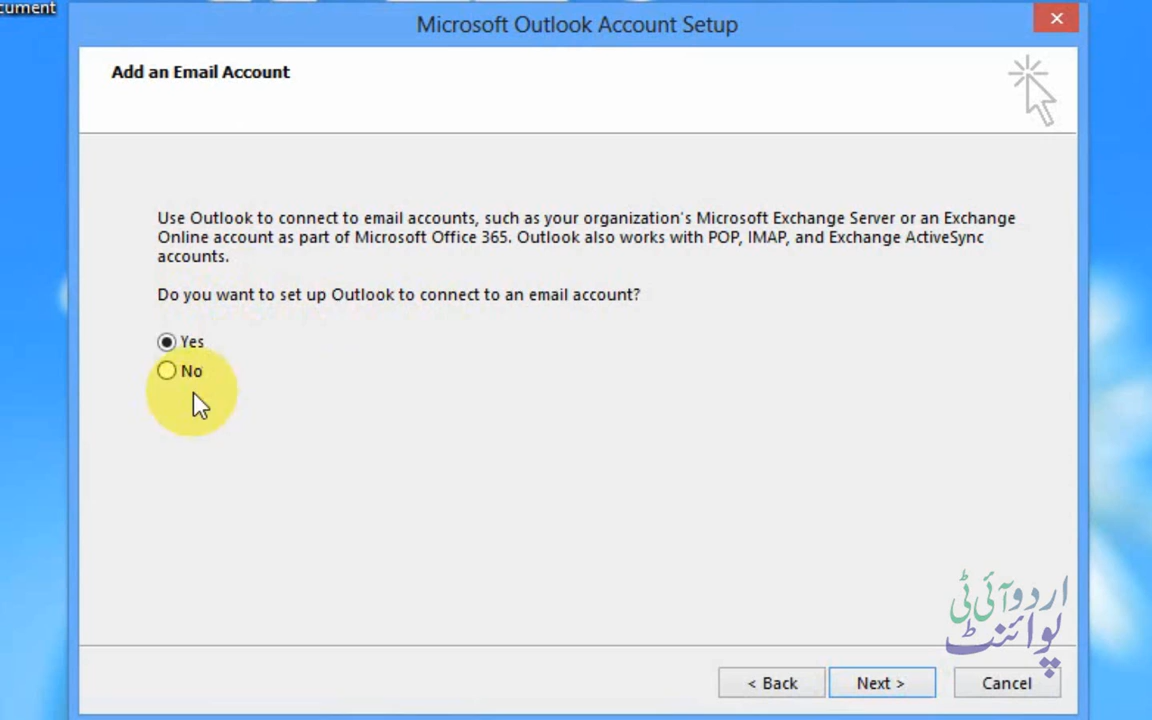 cument
Microsoft Outlook Account Setup
Add an Email Account
Use Outlook to connect to email accounts, such as your organization's Microsoft Exchange Server or an Exchange
Online account as part of Microsoft Office 365. Outlook also works with POP, IMAP, and Exchange ActiveSync
accounts.
Do you want to set up Outlook to connect to an email account?
Yes
No
اردو آئی ٹی
پوائنٹ
< Back
Next >
Cancel